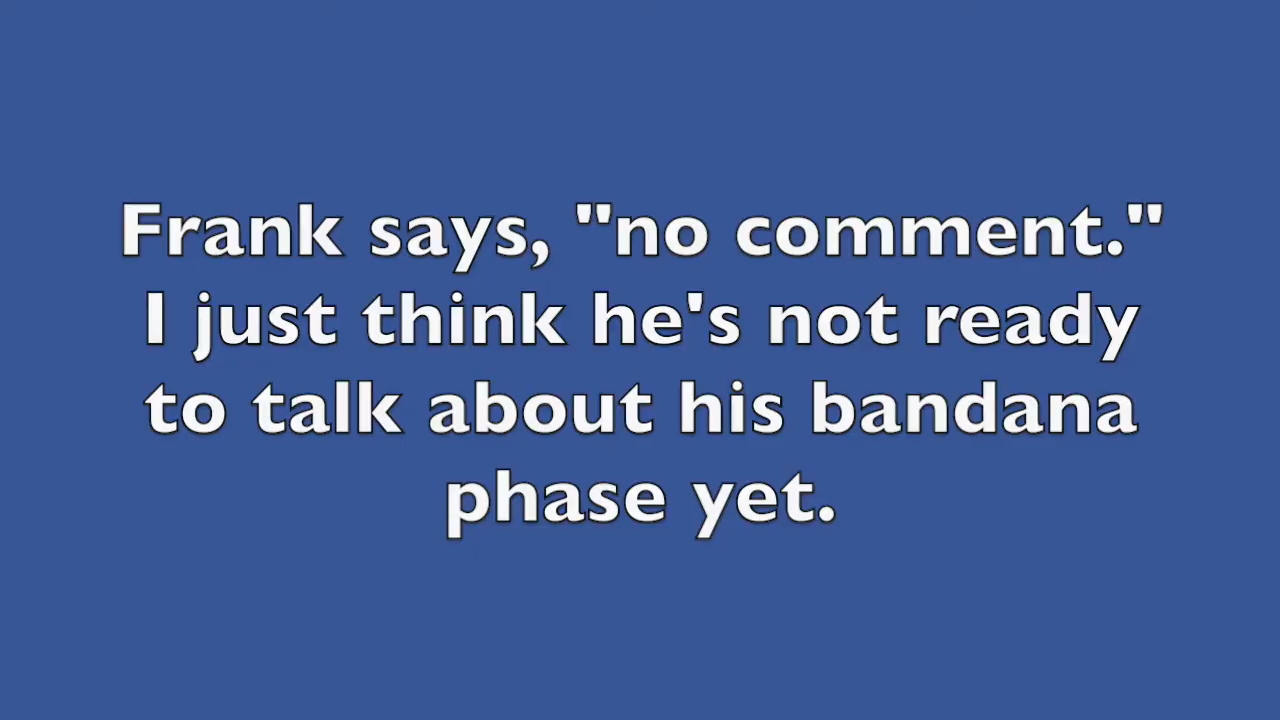 Frank says, "no comment."
I just think he's not ready
to talk about his bandana
phase yet.